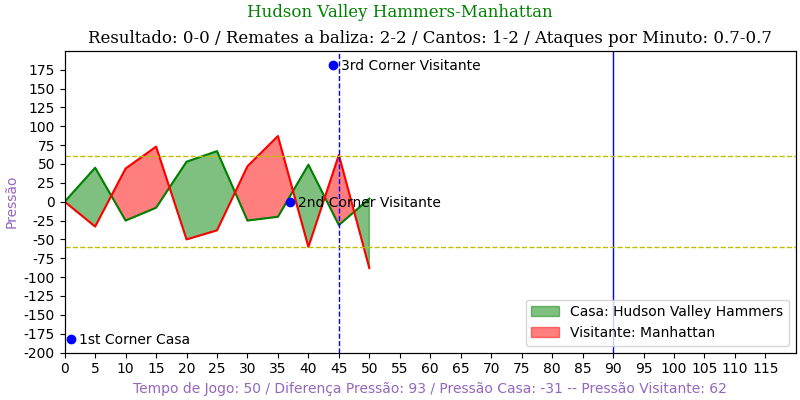 Hudson Valley Hammers-Manhattan
Resultado: 0-0 / Remates a baliza: 2-2 / Cantos: 1-2 / Ataques por Minuto: 0.7-0.7
Pressão
175
150
125
100
75
50
25
0
-25
-50
-75
-100
-125
-150
-175
-200
3rd Corner Visitante
2nd Corner Visitante
1st Corner Casa
Casa: Hudson Valley Hammers
Visitante: Manhattan
0 5 10 15 20 25 30 35 40 45 50 55 60 65 70 75 80 85 90 95 100 105 110 115
Tempo de Jogo: 50 / Diferença Pressão: 93 / Pressão Casa: -31 -- Pressão Visitante: 62